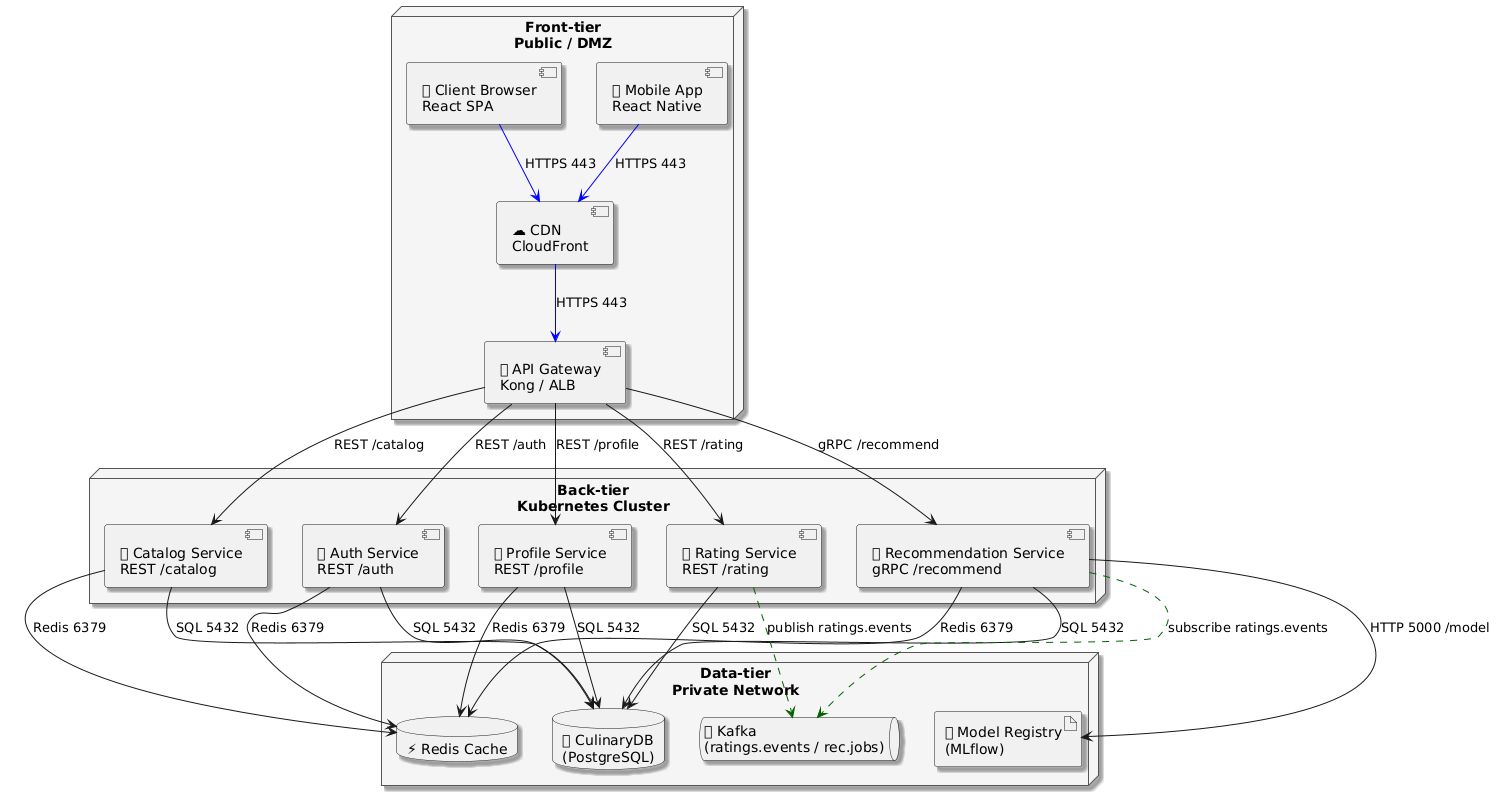 Front-tier
Public / DMZ
Client Browser
React SPA
Mobile App
React Native
HTTPS 443
HTTPS 443
☁ CDN
CloudFront
HTTPS 443
API Gateway
Kong / ALB
REST /catalog
REST /auth
REST /profile
REST /rating
gRPC /recommend
Back-tier
Kubernetes Cluster
Catalog Service
REST /catalog
Auth Service
REST /auth
Profile Service
REST /profile
Rating Service
REST /rating
Recommendation Service
gRPC /recommend
Redis 6379
SQL 5432
Redis 6379
SQL 5432
Redis 6379
SQL 5432
SQL 5432
publish ratings.events
Redis 6379
SQL 5432
subscribe ratings.events
HTTP 5000 /model
Data-tier
Private Network
⚡ Redis Cache
CulinaryDB
(PostgreSQL)
Kafka
(ratings.events / rec.jobs)
Model Registry
(MLflow)